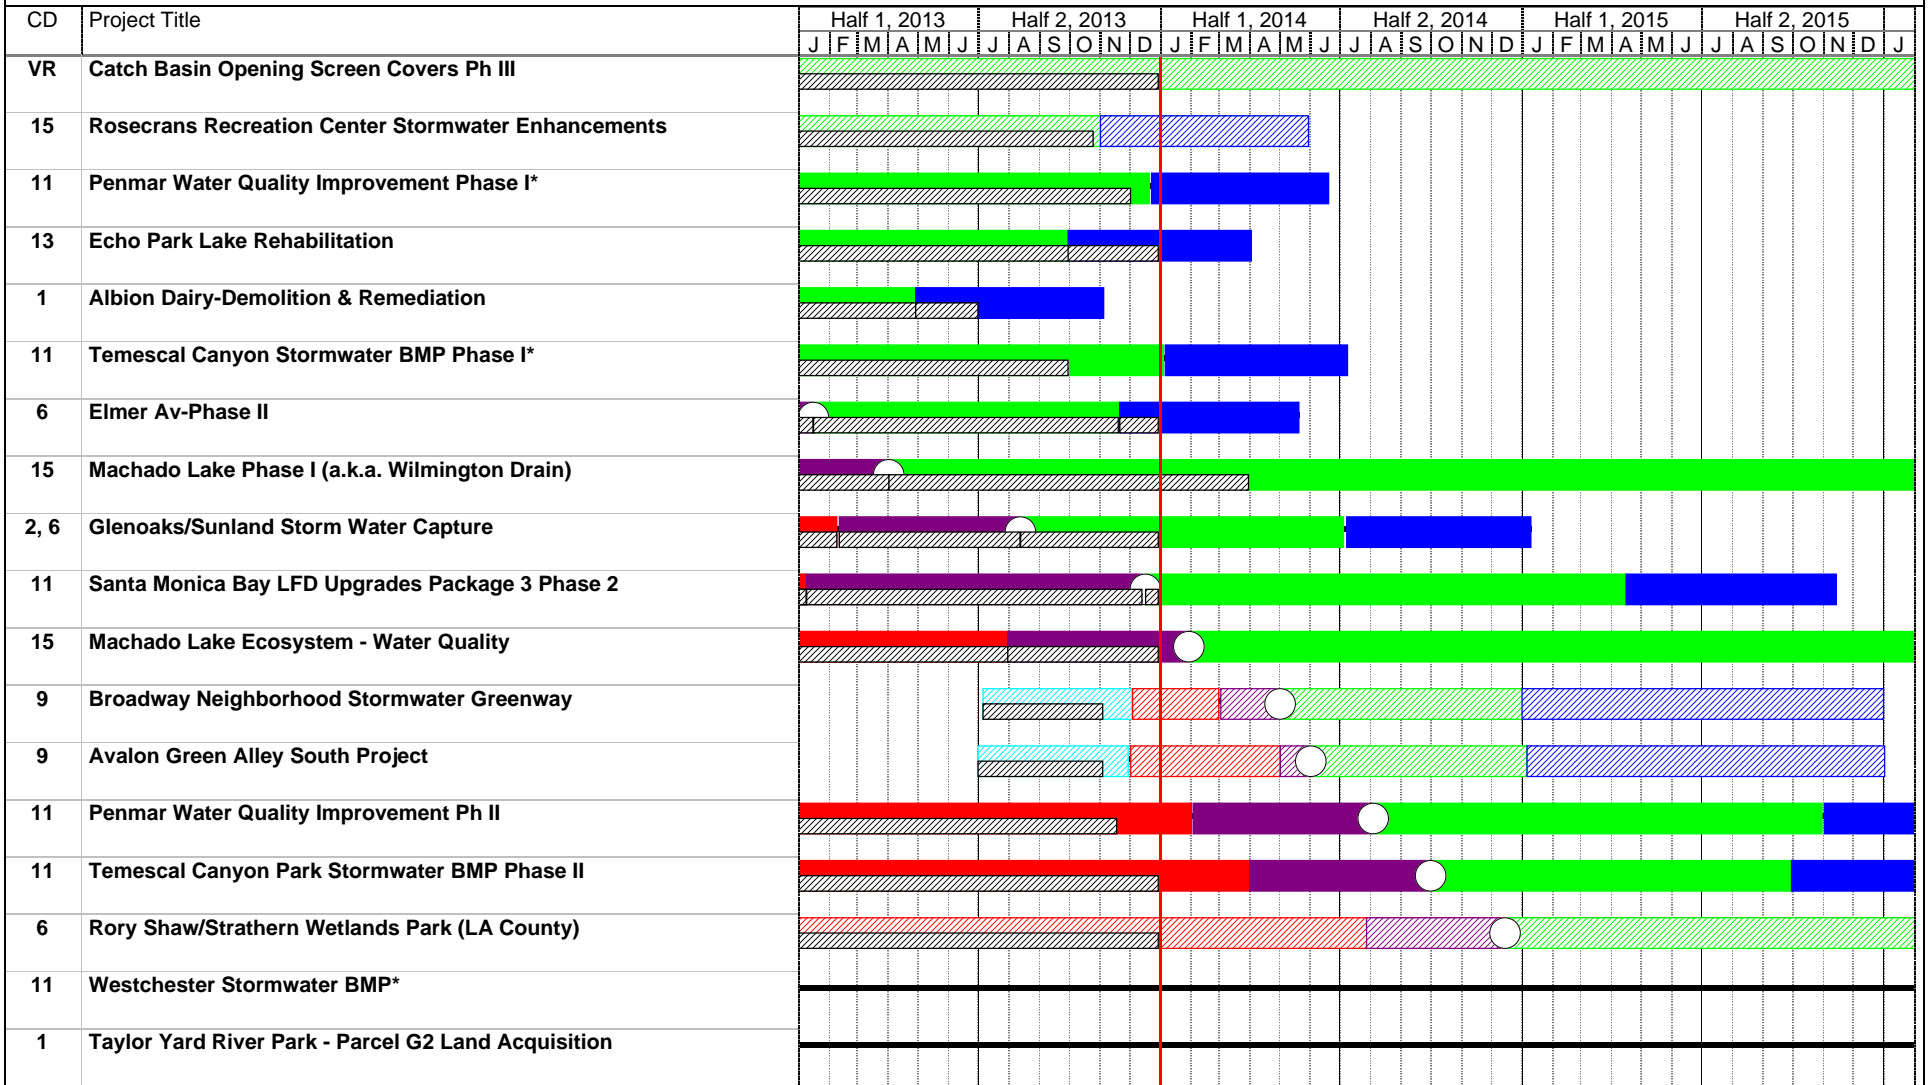 CD Project Title Half 1, 2013 Half 2, 2013 Half 1, 2014 Half 2, 2014 Half 1, 2015 Half 2, 2015
J F M A M J J A S O N D J F M A M J J A S O N D J F M A M J J A S O N D J
VR Catch Basin Opening Screen Covers Ph III
15 Rosecrans Recreation Center Stormwater Enhancements
11 Penmar Water Quality Improvement Phase I*
13 Echo Park Lake Rehabilitation
1 Albion Dairy-Demolition & Remediation
11 Temescal Canyon Stormwater BMP Phase I*
6 Elmer Av-Phase II
15 Machado Lake Phase I (a.k.a. Wilmington Drain)
2, 6 Glenoaks/Sunland Storm Water Capture
11 Santa Monica Bay LFD Upgrades Package 3 Phase 2
15 Machado Lake Ecosystem - Water Quality
9 Broadway Neighborhood Stormwater Greenway
9 Avalon Green Alley South Project
11 Penmar Water Quality Improvement Ph II
11 Temescal Canyon Park Stormwater BMP Phase II
6 Rory Shaw/Strathern Wetlands Park (LA County)
11 Westchester Stormwater BMP*
1 Taylor Yard River Park - Parcel G2 Land Acquisition